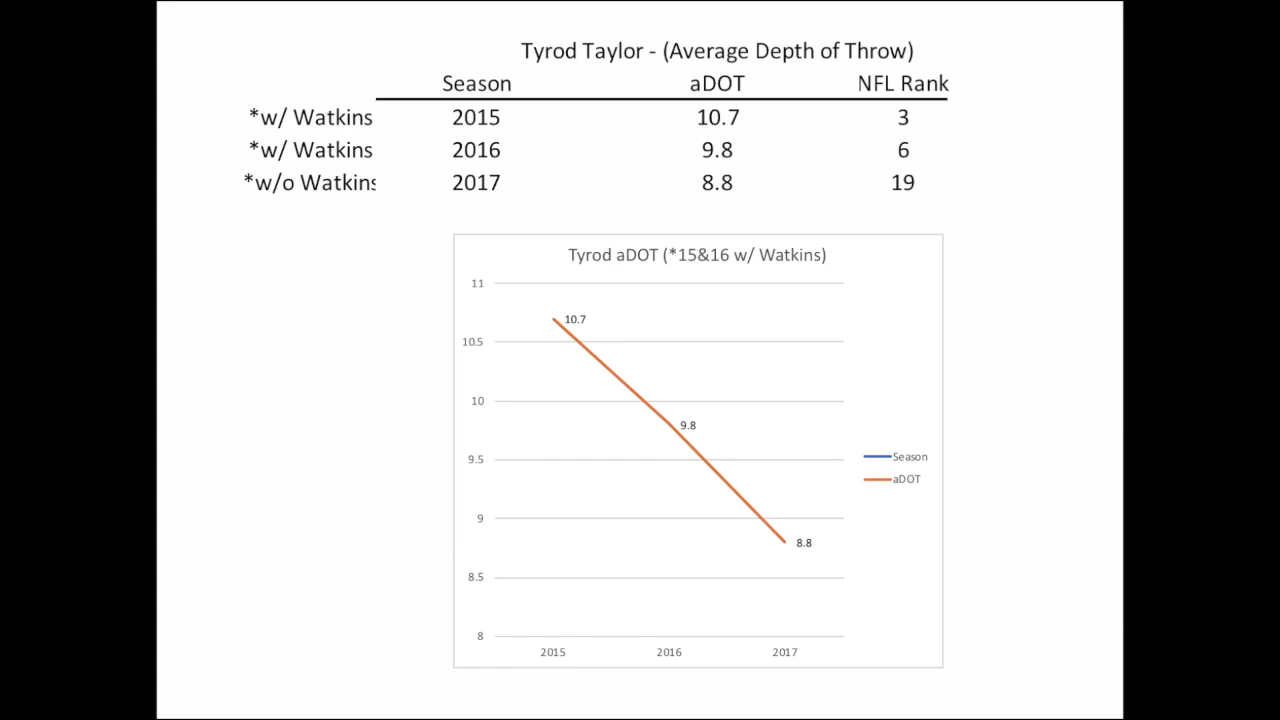 Tyrod Taylor - (Average Depth of Throw)
Season aDOT NFL Rank
*w/ Watkins 2015 10.7 3
*w/ Watkins 2016 9.8 6
*w/o Watkins 2017 8.8 19
Tyrod aDOT (*15&16 w/ Watkins)
11
10.7
10.5
10
9.8
9.5
Season
aDOT
9
8.8
8.5
8
2015 2016 2017